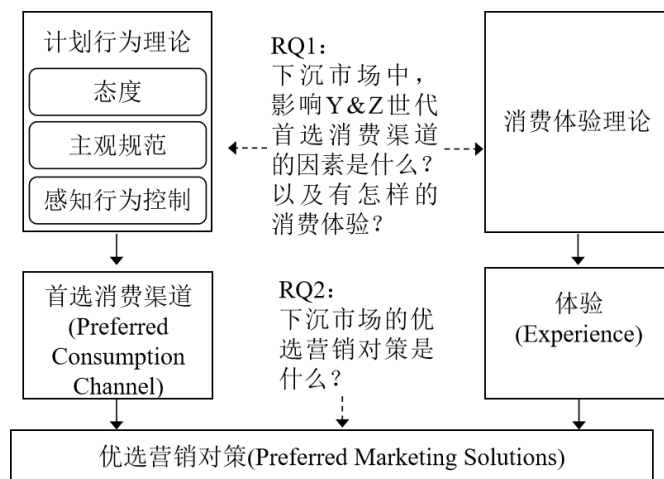 计划行为理论
态度
主观规范
感知行为控制
RQ1：
下沉市场中，
影响Y&Z世代
首选消费渠道
的因素是什么？
以及有怎样的
消费体验？
消费体验理论
首选消费渠道
(Preferred
Consumption
Channel)
RQ2：
下沉市场的优
选营销对策是
什么？
体验
(Experience)
优选营销对策(Preferred Marketing Solutions)